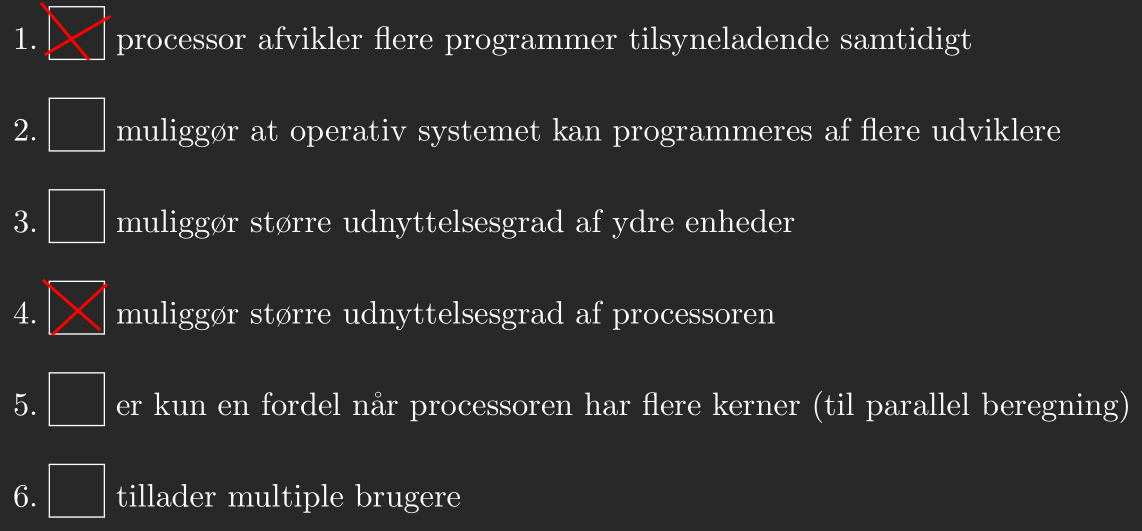 1. processor afvikler flere programmer tilsyneladende samtidigt
2. muliggør at operativ systemet kan programmeres af flere udviklere
3. muliggør større udnyttelsesgrad af ydre enheder
4. muliggør større udnyttelsesgrad af processoren
5. er kun en fordel når processoren har flere kerner (til parallel beregning)
6. tillader multiple brugere